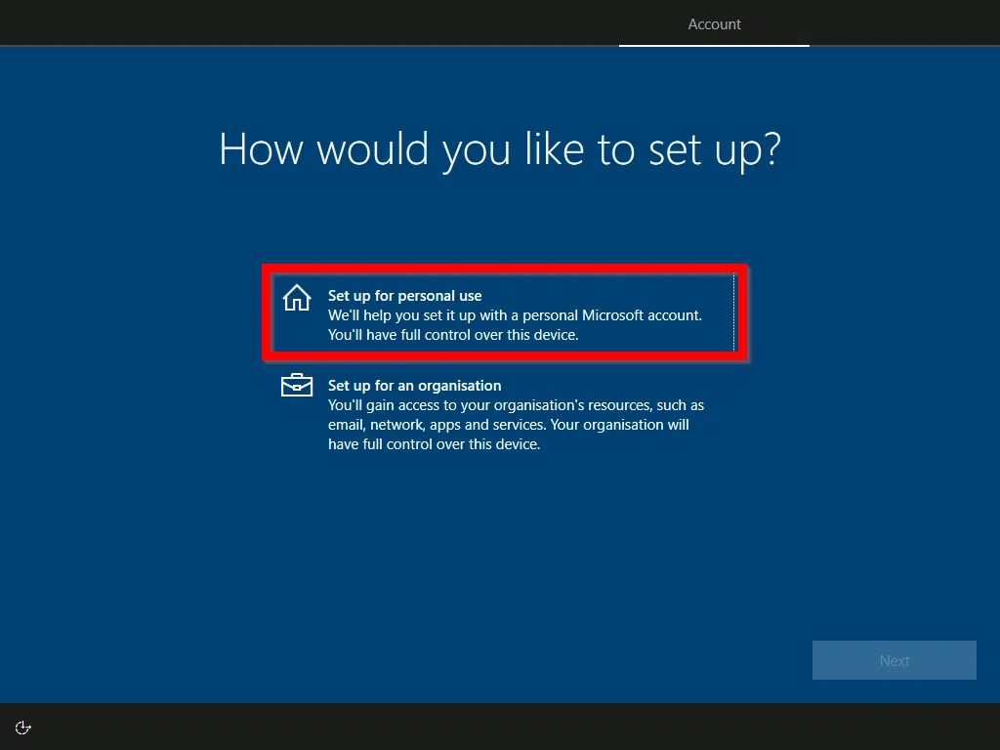 Account
How would you like to set up?
Set up for personal use
We'll help you set it up with a personal Microsoft account.
You'll have full control over this device.
Set up for an organisation
You'll gain access to your organisation's resources, such as
email, network, apps and services. Your organisation will
have full control over this device.
Next